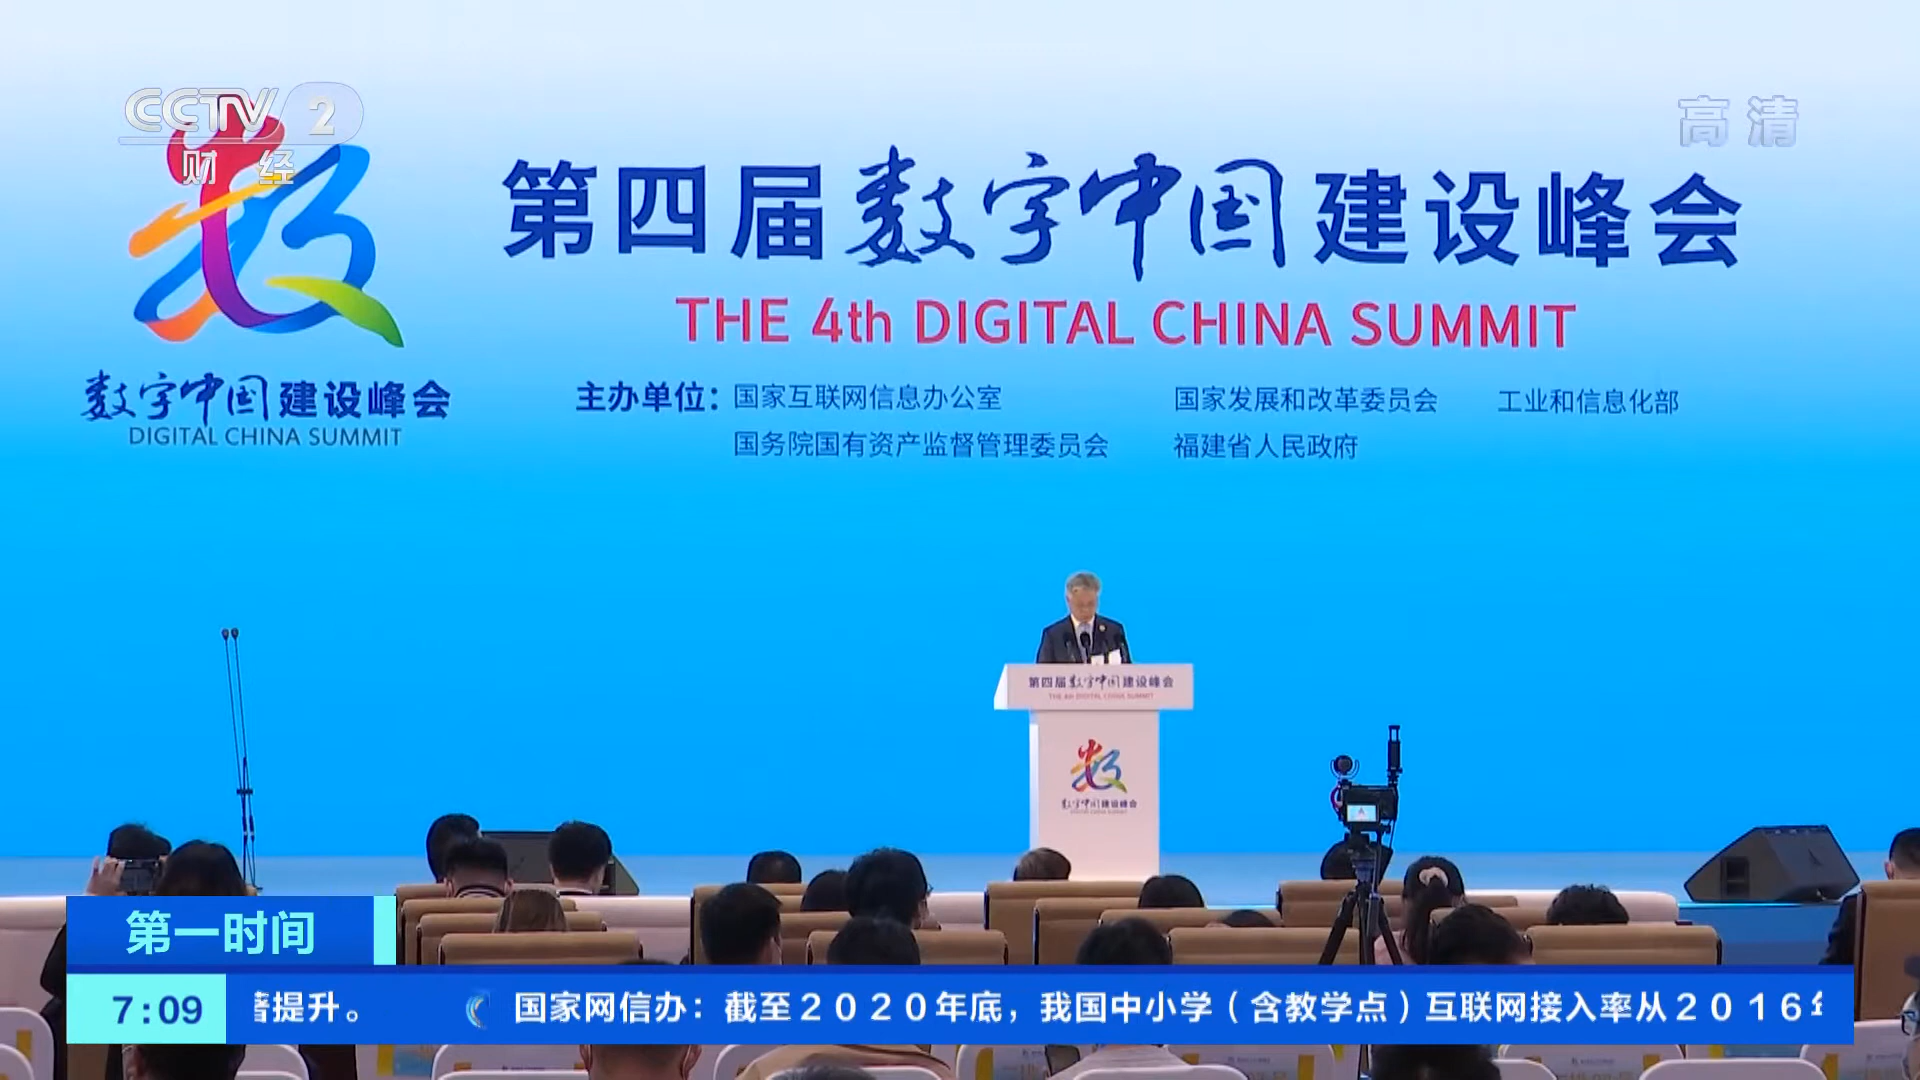 CCTV 2
财 经
高清
第四届数字中国建设峰会
THE 4th DIGITAL CHINA SUMMIT
数字中国建设峰会
DIGITAL CHINA SUMMIT
主办单位：国家互联网信息办公室 国家发展和改革委员会 工业和信息化部
国务院国有资产监督管理委员会 福建省人民政府
第四届数字中国建设峰会
THE 4th DIGITAL CHINA SUMMIT
数字中国建设峰会
第一时间
7:09
提升。 国家网信办：截至2020年底，我国中小学（含教学点）互联网接入率从2016